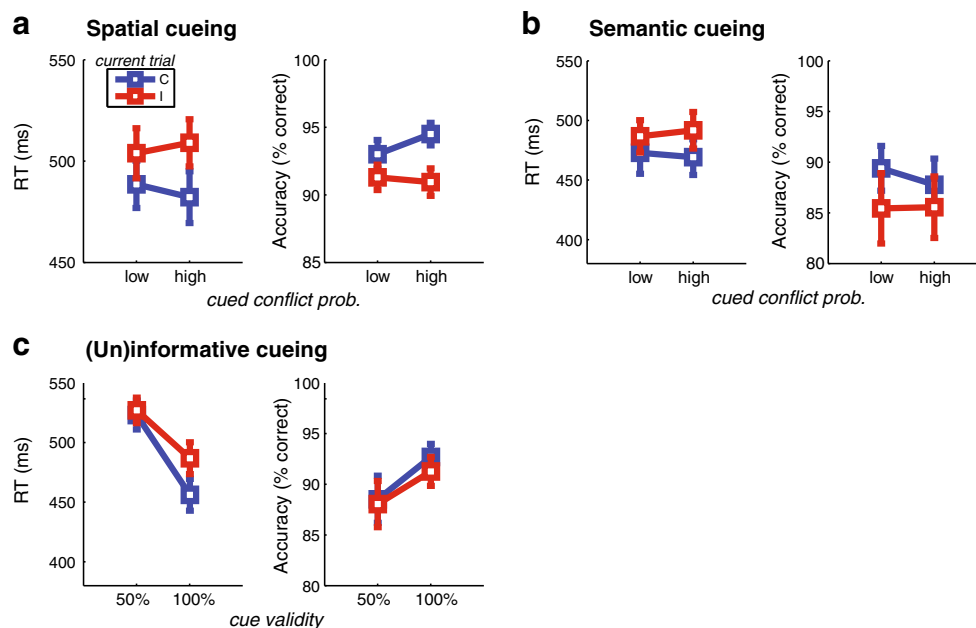 a Spatial cueing
current trial
C
I
550
500
450
RT (ms)
low high
100
95
90
85
Accuracy (% correct)
low high
cued conflict prob.
b Semantic cueing
550
500
450
400
RT (ms)
low high
100
95
90
85
80
Accuracy (% correct)
low high
cued conflict prob.
c (Un)informative cueing
550
500
450
400
RT (ms)
50% 100%
100
95
90
85
80
Accuracy (% correct)
50% 100%
cue validity